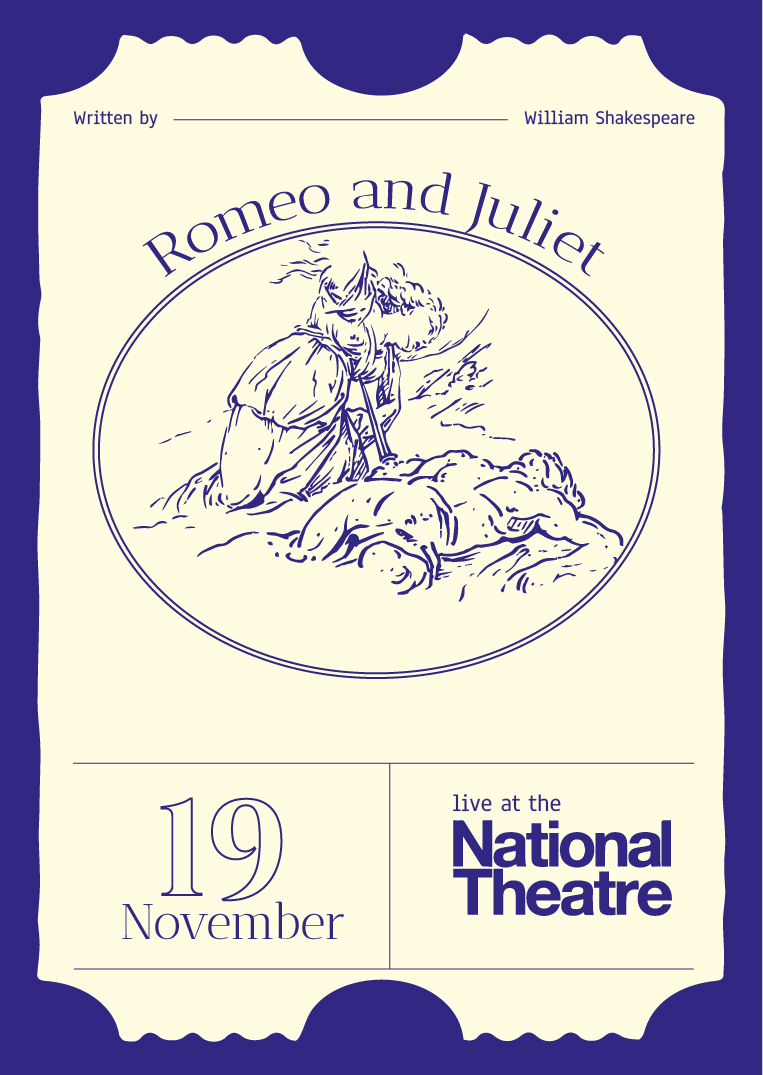 Written by William Shakespeare
Romeo and Juliet
19
November
live at the
National
Theatre